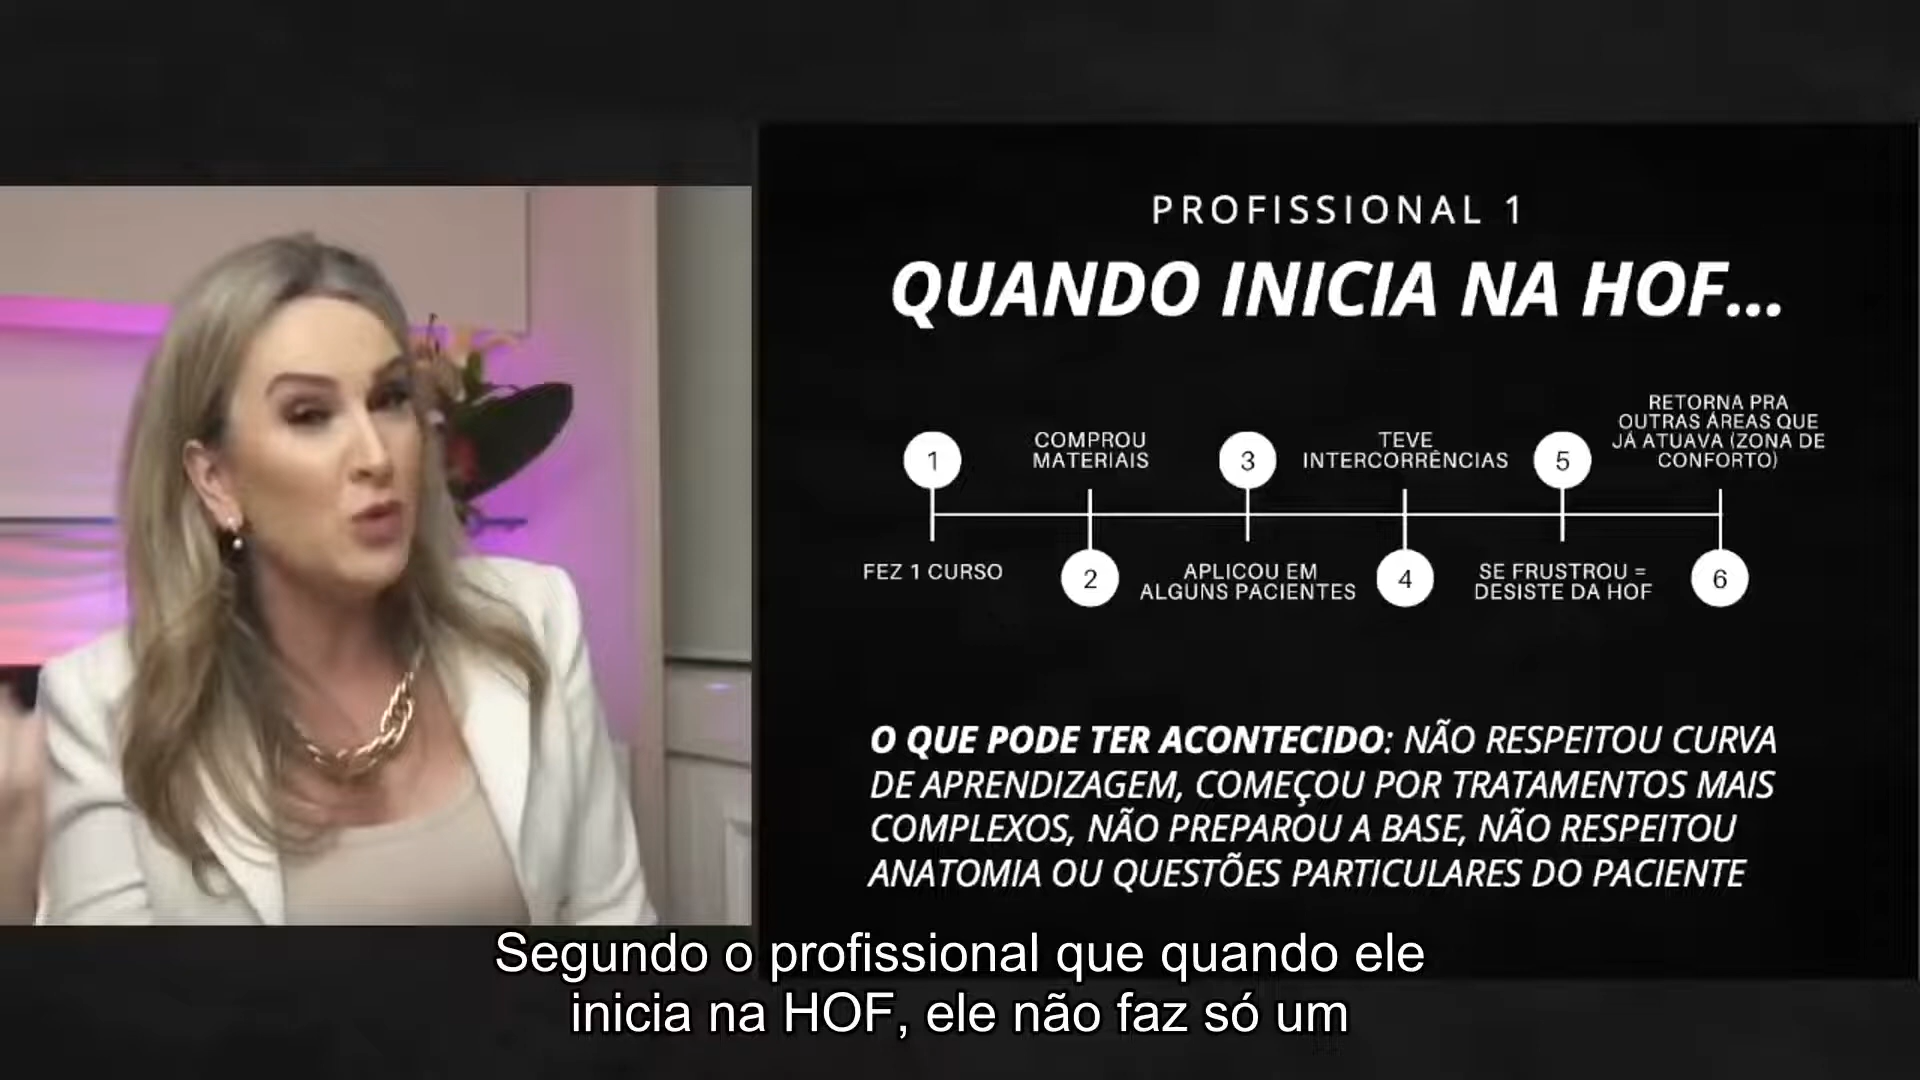 PROFISSIONAL 1
QUANDO INICIA NA HOF...
1
FEZ 1 CURSO
COMPROU
MATERIAIS
2
3
APLICOU EM
ALGUNS PACIENTES
TEVE
INTERCORRÊNCIAS
4
5
SE FRUSTROU =
DESISTE DA HOF
RETORNA PRA
OUTRAS ÁREAS QUE
JÁ ATUAVA (ZONA DE
CONFORTO)
6
O QUE PODE TER ACONTECIDO: NÃO RESPEITOU CURVA
DE APRENDIZAGEM, COMEÇOU POR TRATAMENTOS MAIS
COMPLEXOS, NÃO PREPAROU A BASE, NÃO RESPEITOU
ANATOMIA OU QUESTÕES PARTICULARES DO PACIENTE
Segundo o profissional que quando ele
inicia na HOF, ele não faz só um